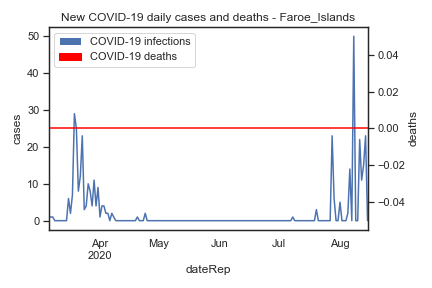 New COVID-19 daily cases and deaths - Faroe_Islands
COVID-19 infections
COVID-19 deaths
50
40
30
20
10
0
cases
0.04
0.02
0.00
−0.02
−0.04
deaths
Apr
2020
May
Jun
Jul
Aug
dateRep